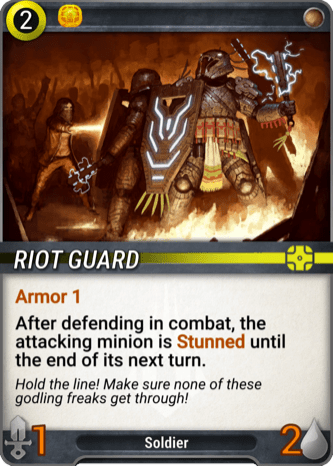 2
RIOT GUARD
Armor 1
After defending in combat, the
attacking minion is Stunned until
the end of its next turn.
Hold the line! Make sure none of these
godling freaks get through!
1
Soldier
2